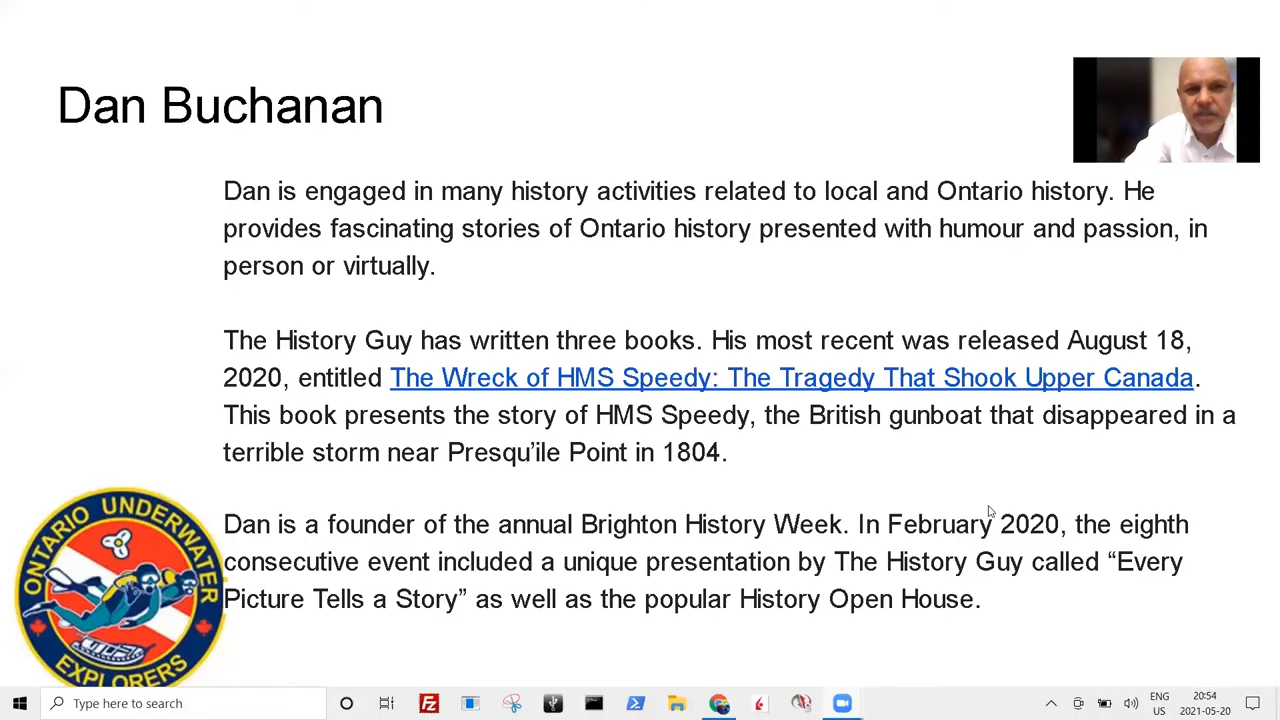 Dan Buchanan
Dan is engaged in many history activities related to local and Ontario history. He
provides fascinating stories of Ontario history presented with humour and passion, in
person or virtually.
The History Guy has written three books. His most recent was released August 18,
2020, entitled The Wreck of HMS Speedy: The Tragedy That Shook Upper Canada.
This book presents the story of HMS Speedy, the British gunboat that disappeared in a
terrible storm near Presqu’ile Point in 1804.
Dan is a founder of the annual Brighton History Week. In February 2020, the eighth
consecutive event included a unique presentation by The History Guy called “Every
Picture Tells a Story” as well as the popular History Open House.
ONTARIO UNDERWATER
EXPLORERS
Type here to search
ENG
US
20:54
2021-05-20